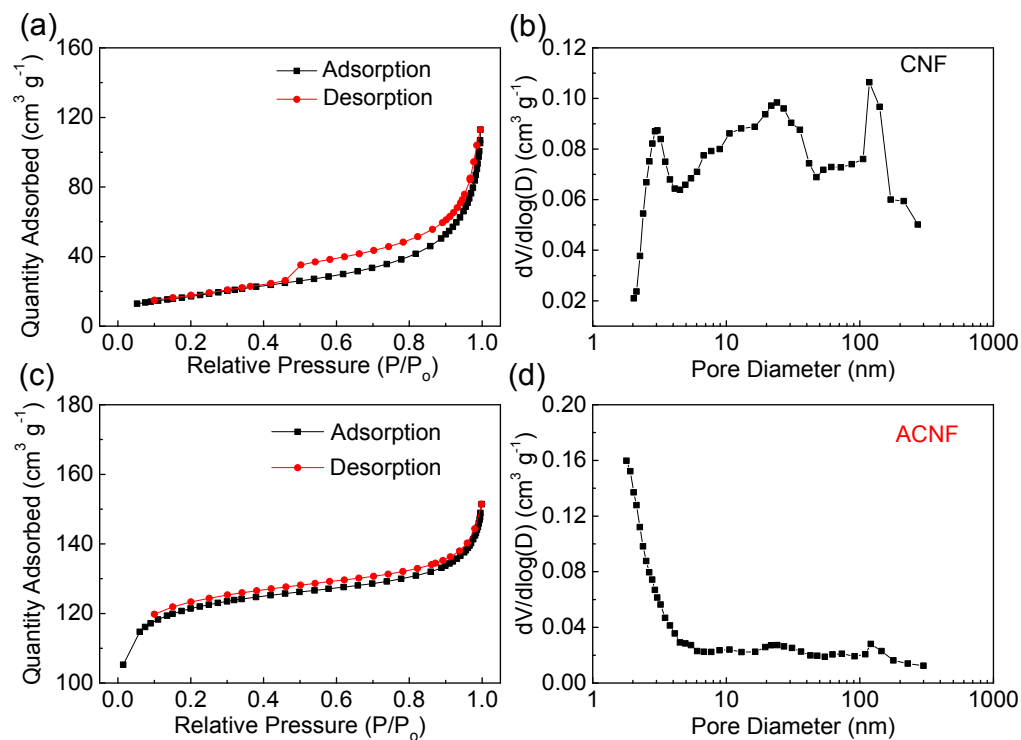 (a)
160
120
80
40
0
Quantity Adsorbed (cm³ g⁻¹)
Adsorption
Desorption
0.0 0.2 0.4 0.6 0.8 1.0
Relative Pressure (P/Pₒ)
(b)
0.12
0.10
0.08
0.06
0.04
0.02
dV/dlog(D) (cm³ g⁻¹)
CNF
1 10 100 1000
Pore Diameter (nm)
(c)
180
160
140
120
100
Quantity Adsorbed (cm³ g⁻¹)
Adsorption
Desorption
0.0 0.2 0.4 0.6 0.8 1.0
Relative Pressure (P/Pₒ)
(d)
0.20
0.16
0.12
0.08
0.04
0.00
dV/dlog(D) (cm³ g⁻¹)
ACNF
1 10 100 1000
Pore Diameter (nm)